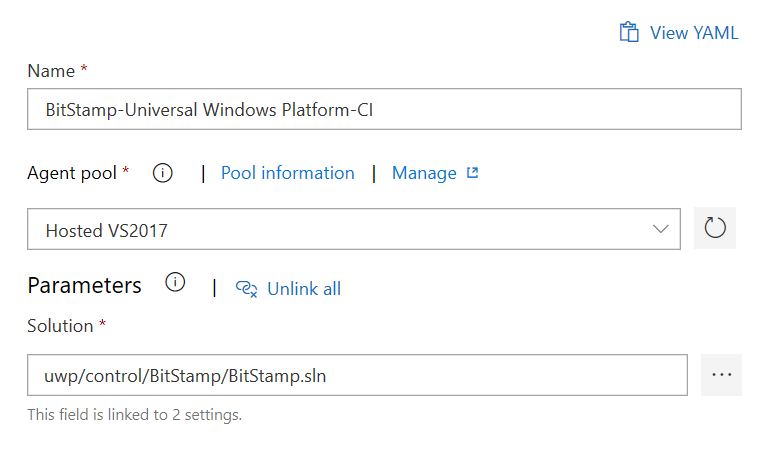 View YAML
Name *
BitStamp-Universal Windows Platform-CI
Agent pool * | Pool information | Manage
Hosted VS2017
Parameters | Unlink all
Solution *
uwp/control/BitStamp/BitStamp.sln
This field is linked to 2 settings.